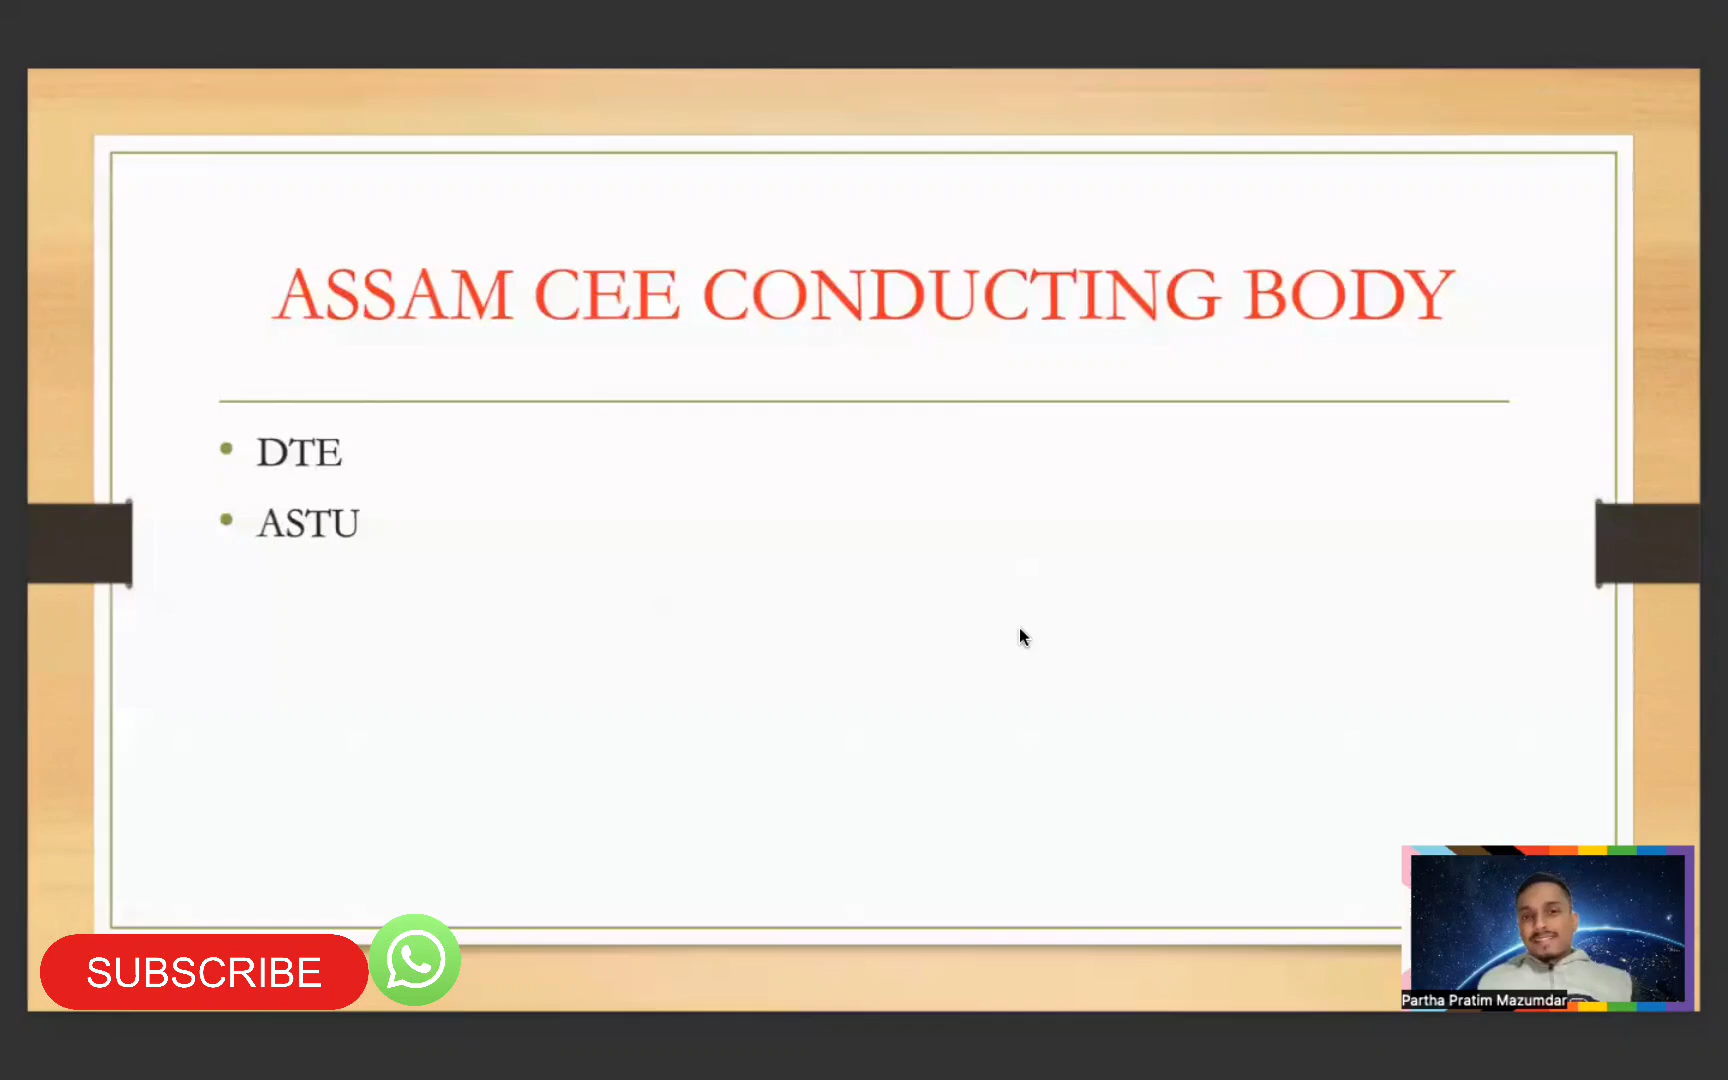 ASSAM CEE CONDUCTING BODY
• DTE
• ASTU
SUBSCRIBE
Partha Pratim Mazumdar